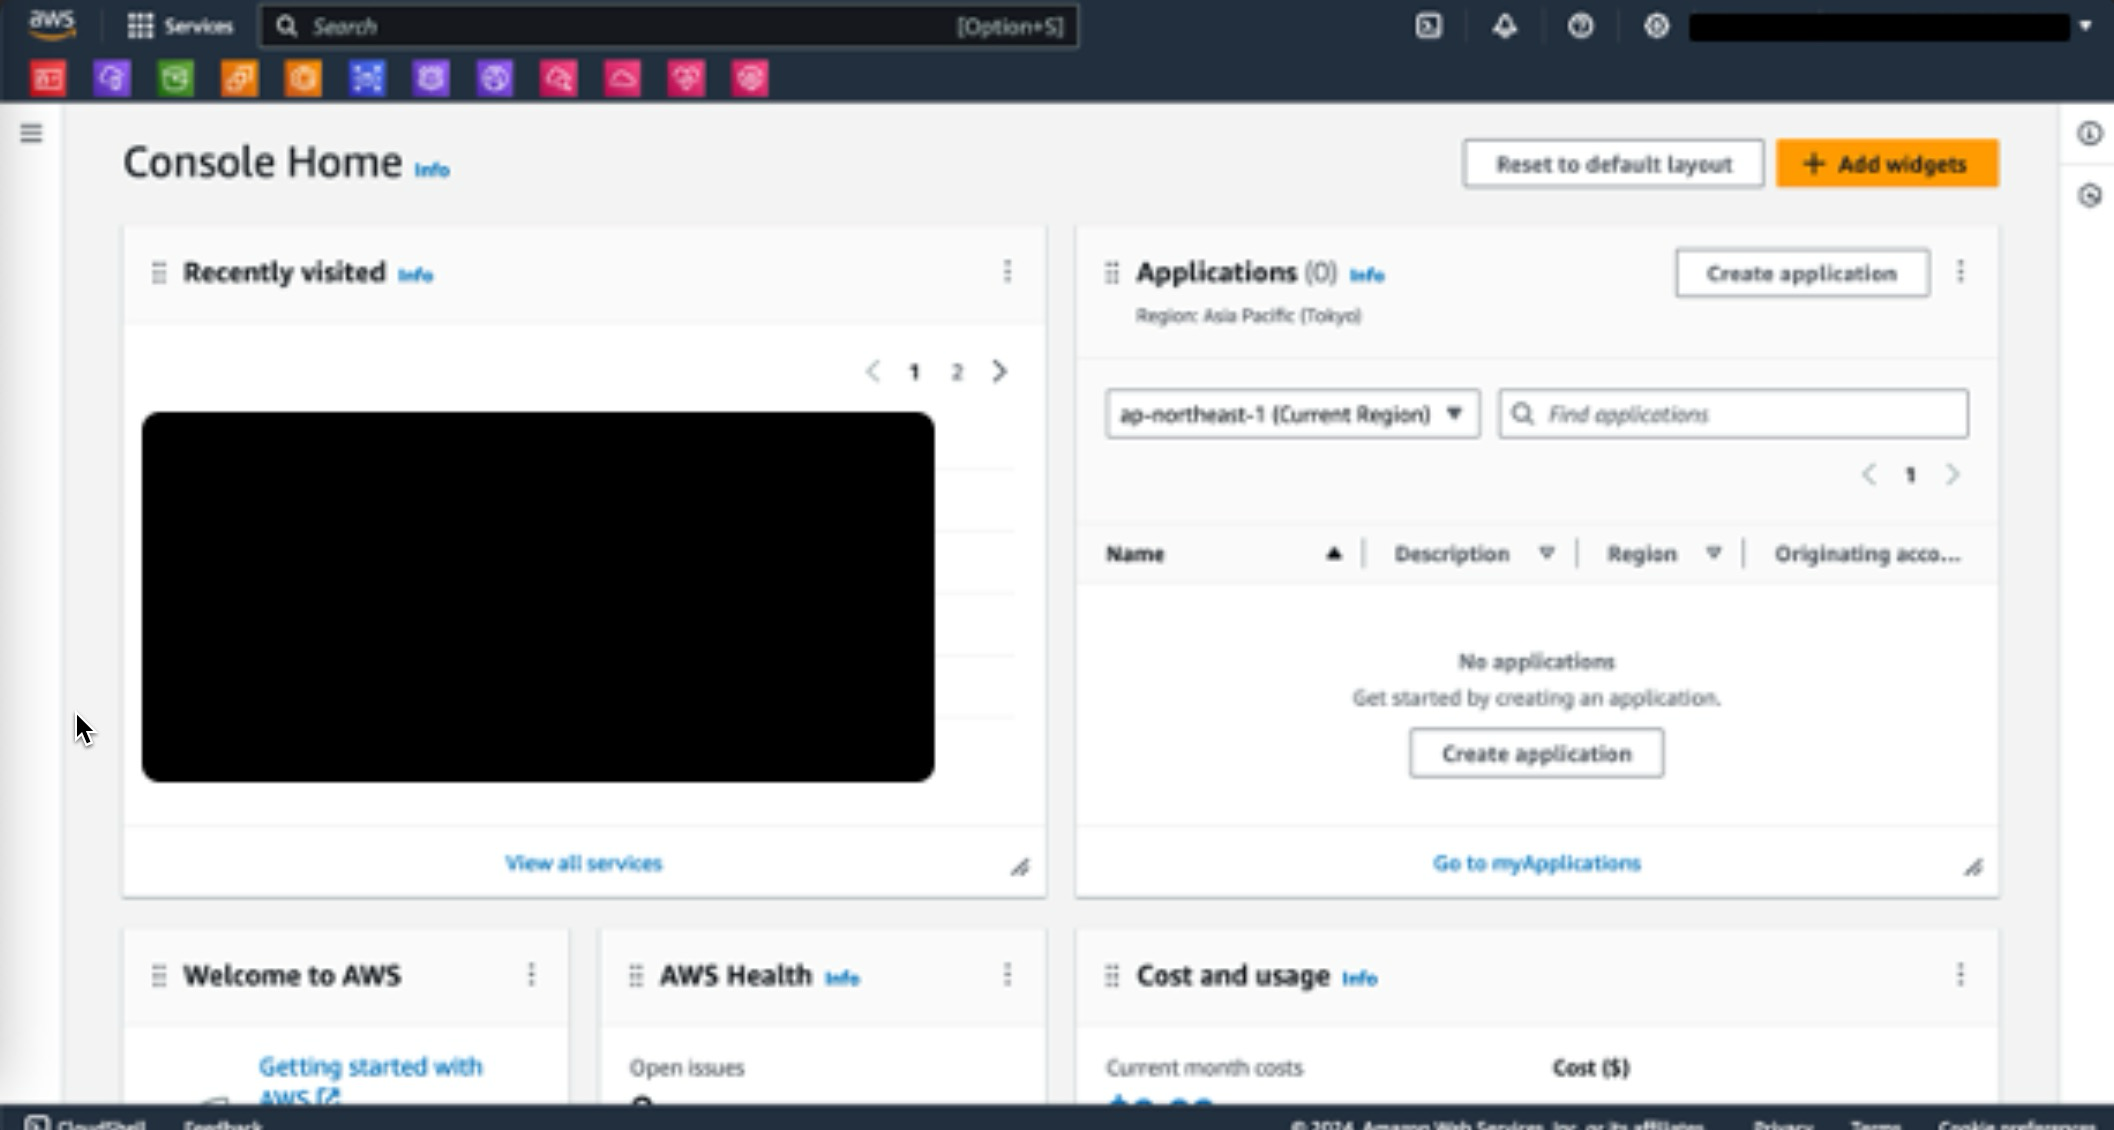 aws
Services
Search
[Option+S]
Console Home Info
Reset to default layout
+ Add widgets
Recently visited Info
1 2
View all services
Applications (0) Info
Create application
Region: Asia Pacific (Tokyo)
ap-northeast-1 (Current Region)
Find applications
1
Name
Description
Region
Originating acco...
No applications
Get started by creating an application.
Create application
Go to myApplications
Welcome to AWS
Getting started with
AWS
AWS Health Info
Open issues
Cost and usage Info
Current month costs
Cost ($)
CloudShell
Feedback
© 2024, Amazon Web Services, Inc. or its affiliates.
Privacy
Terms
Cookie preferences